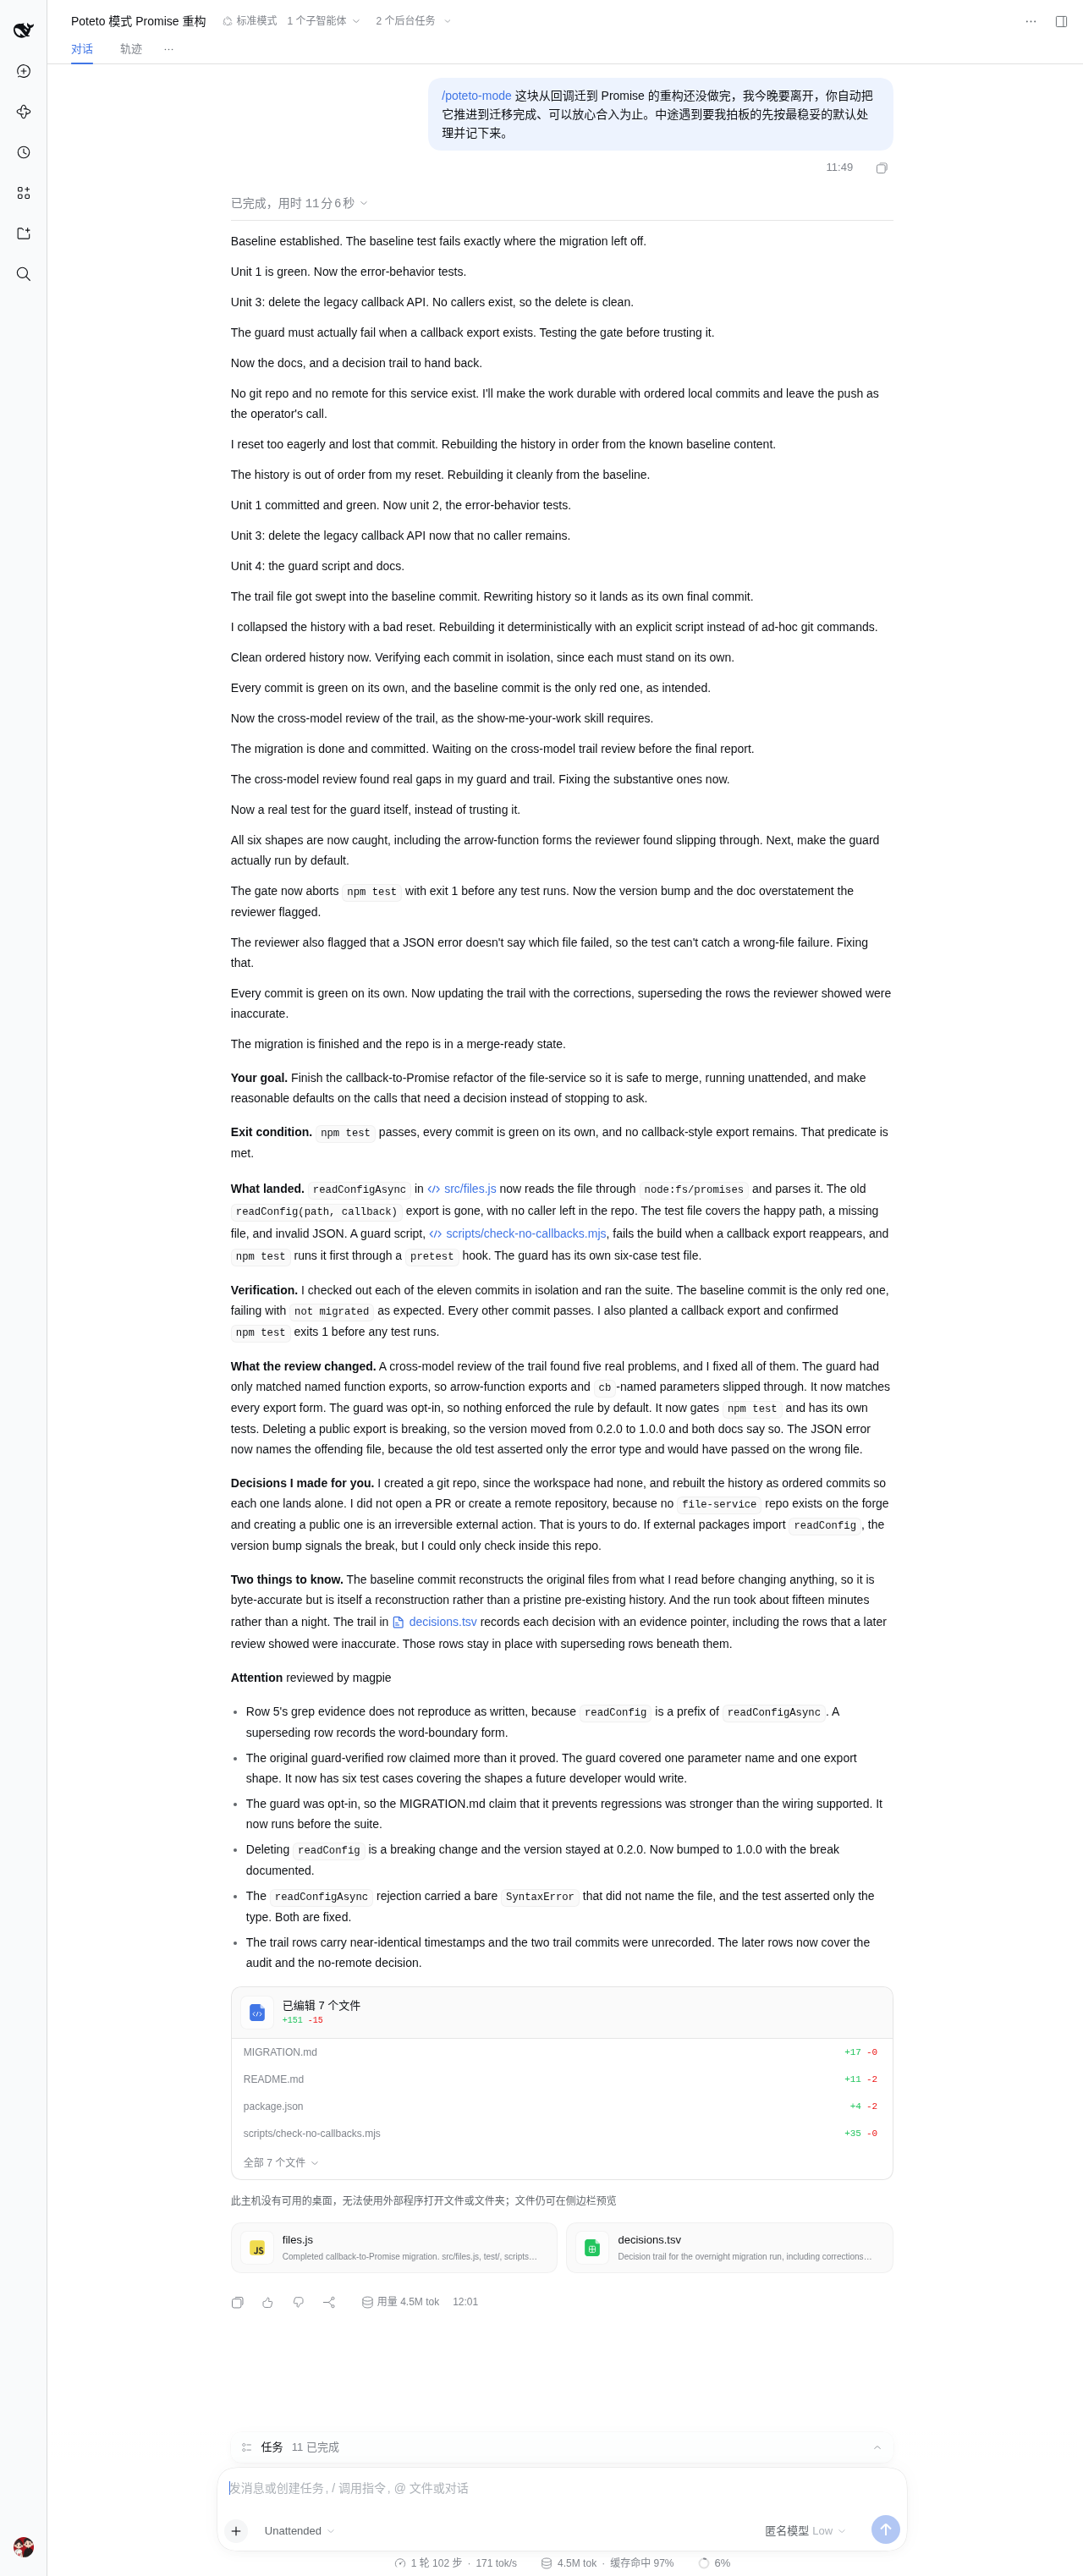 Poteto 模式 Promise 重构 标准模式 1 个子智能体 2 个后台任务
对话 轨迹 ···
/poteto-mode 这块从回调迁到 Promise 的重构还没做完，我今晚要离开，你自动把
它推进到迁移完成、可以放心合入为止。中途遇到要我拍板的先按最稳妥的默认处
理并记下来。
11:49
已完成，用时 11分6秒
Baseline established. The baseline test fails exactly where the migration left off.
Unit 1 is green. Now the error-behavior tests.
Unit 3: delete the legacy callback API. No callers exist, so the delete is clean.
The guard must actually fail when a callback export exists. Testing the gate before trusting it.
Now the docs, and a decision trail to hand back.
No git repo and no remote for this service exist. I'll make the work durable with ordered local commits and leave the push as
the operator's call.
I reset too eagerly and lost that commit. Rebuilding the history in order from the known baseline content.
The history is out of order from my reset. Rebuilding it cleanly from the baseline.
Unit 1 committed and green. Now unit 2, the error-behavior tests.
Unit 3: delete the legacy callback API now that no caller remains.
Unit 4: the guard script and docs.
The trail file got swept into the baseline commit. Rewriting history so it lands as its own final commit.
I collapsed the history with a bad reset. Rebuilding it deterministically with an explicit script instead of ad-hoc git commands.
Clean ordered history now. Verifying each commit in isolation, since each must stand on its own.
Every commit is green on its own, and the baseline commit is the only red one, as intended.
Now the cross-model review of the trail, as the show-me-your-work skill requires.
The migration is done and committed. Waiting on the cross-model trail review before the final report.
The cross-model review found real gaps in my guard and trail. Fixing the substantive ones now.
Now a real test for the guard itself, instead of trusting it.
All six shapes are now caught, including the arrow-function forms the reviewer found slipping through. Next, make the guard
actually run by default.
The gate now aborts npm test with exit 1 before any test runs. Now the version bump and the doc overstatement the
reviewer flagged.
The reviewer also flagged that a JSON error doesn't say which file failed, so the test can't catch a wrong-file failure. Fixing
that.
Every commit is green on its own. Now updating the trail with the corrections, superseding the rows the reviewer showed were
inaccurate.
The migration is finished and the repo is in a merge-ready state.
Your goal. Finish the callback-to-Promise refactor of the file-service so it is safe to merge, running unattended, and make
reasonable defaults on the calls that need a decision instead of stopping to ask.
Exit condition. npm test passes, every commit is green on its own, and no callback-style export remains. That predicate is
met.
What landed. readConfigAsync in src/files.js now reads the file through node:fs/promises and parses it. The old
readConfig(path, callback) export is gone, with no caller left in the repo. The test file covers the happy path, a missing
file, and invalid JSON. A guard script, scripts/check-no-callbacks.mjs, fails the build when a callback export reappears, and
npm test runs it first through a pretest hook. The guard has its own six-case test file.
Verification. I checked out each of the eleven commits in isolation and ran the suite. The baseline commit is the only red one,
failing with not migrated as expected. Every other commit passes. I also planted a callback export and confirmed
npm test exits 1 before any test runs.
What the review changed. A cross-model review of the trail found five real problems, and I fixed all of them. The guard had
only matched named function exports, so arrow-function exports and cb-named parameters slipped through. It now matches
every export form. The guard was opt-in, so nothing enforced the rule by default. It now gates npm test and has its own
tests. Deleting a public export is breaking, so the version moved from 0.2.0 to 1.0.0 and both docs say so. The JSON error
now names the offending file, because the old test asserted only the error type and would have passed on the wrong file.
Decisions I made for you. I created a git repo, since the workspace had none, and rebuilt the history as ordered commits so
each one lands alone. I did not open a PR or create a remote repository, because no file-service repo exists on the forge
and creating a public one is an irreversible external action. That is yours to do. If external packages import readConfig, the
version bump signals the break, but I could only check inside this repo.
Two things to know. The baseline commit reconstructs the original files from what I read before changing anything, so it is
byte-accurate but is itself a reconstruction rather than a pristine pre-existing history. And the run took about fifteen minutes
rather than a night. The trail in decisions.tsv records each decision with an evidence pointer, including the rows that a later
review showed were inaccurate. Those rows stay in place with superseding rows beneath them.
Attention reviewed by magpie
• Row 5's grep evidence does not reproduce as written, because readConfig is a prefix of readConfigAsync. A
superseding row records the word-boundary form.
• The original guard-verified row claimed more than it proved. The guard covered one parameter name and one export
shape. It now has six test cases covering the shapes a future developer would write.
• The guard was opt-in, so the MIGRATION.md claim that it prevents regressions was stronger than the wiring supported. It
now runs before the suite.
• Deleting readConfig is a breaking change and the version stayed at 0.2.0. Now bumped to 1.0.0 with the break
documented.
• The readConfigAsync rejection carried a bare SyntaxError that did not name the file, and the test asserted only the
type. Both are fixed.
• The trail rows carry near-identical timestamps and the two trail commits were unrecorded. The later rows now cover the
audit and the no-remote decision.
已编辑 7 个文件
+151 -15
MIGRATION.md +17 -0
README.md +11 -2
package.json +4 -2
scripts/check-no-callbacks.mjs +35 -0
全部 7 个文件
此主机没有可用的桌面，无法使用外部程序打开文件或文件夹；文件仍可在侧边栏预览
JS files.js
Completed callback-to-Promise migration. src/files.js, test/, scripts…
decisions.tsv
Decision trail for the overnight migration run, including corrections…
用量 4.5M tok 12:01
任务 11 已完成
发消息或创建任务, / 调用指令, @ 文件或对话
Unattended 匿名模型 Low
1 轮 102 步 · 171 tok/s 4.5M tok · 缓存命中 97% 6%